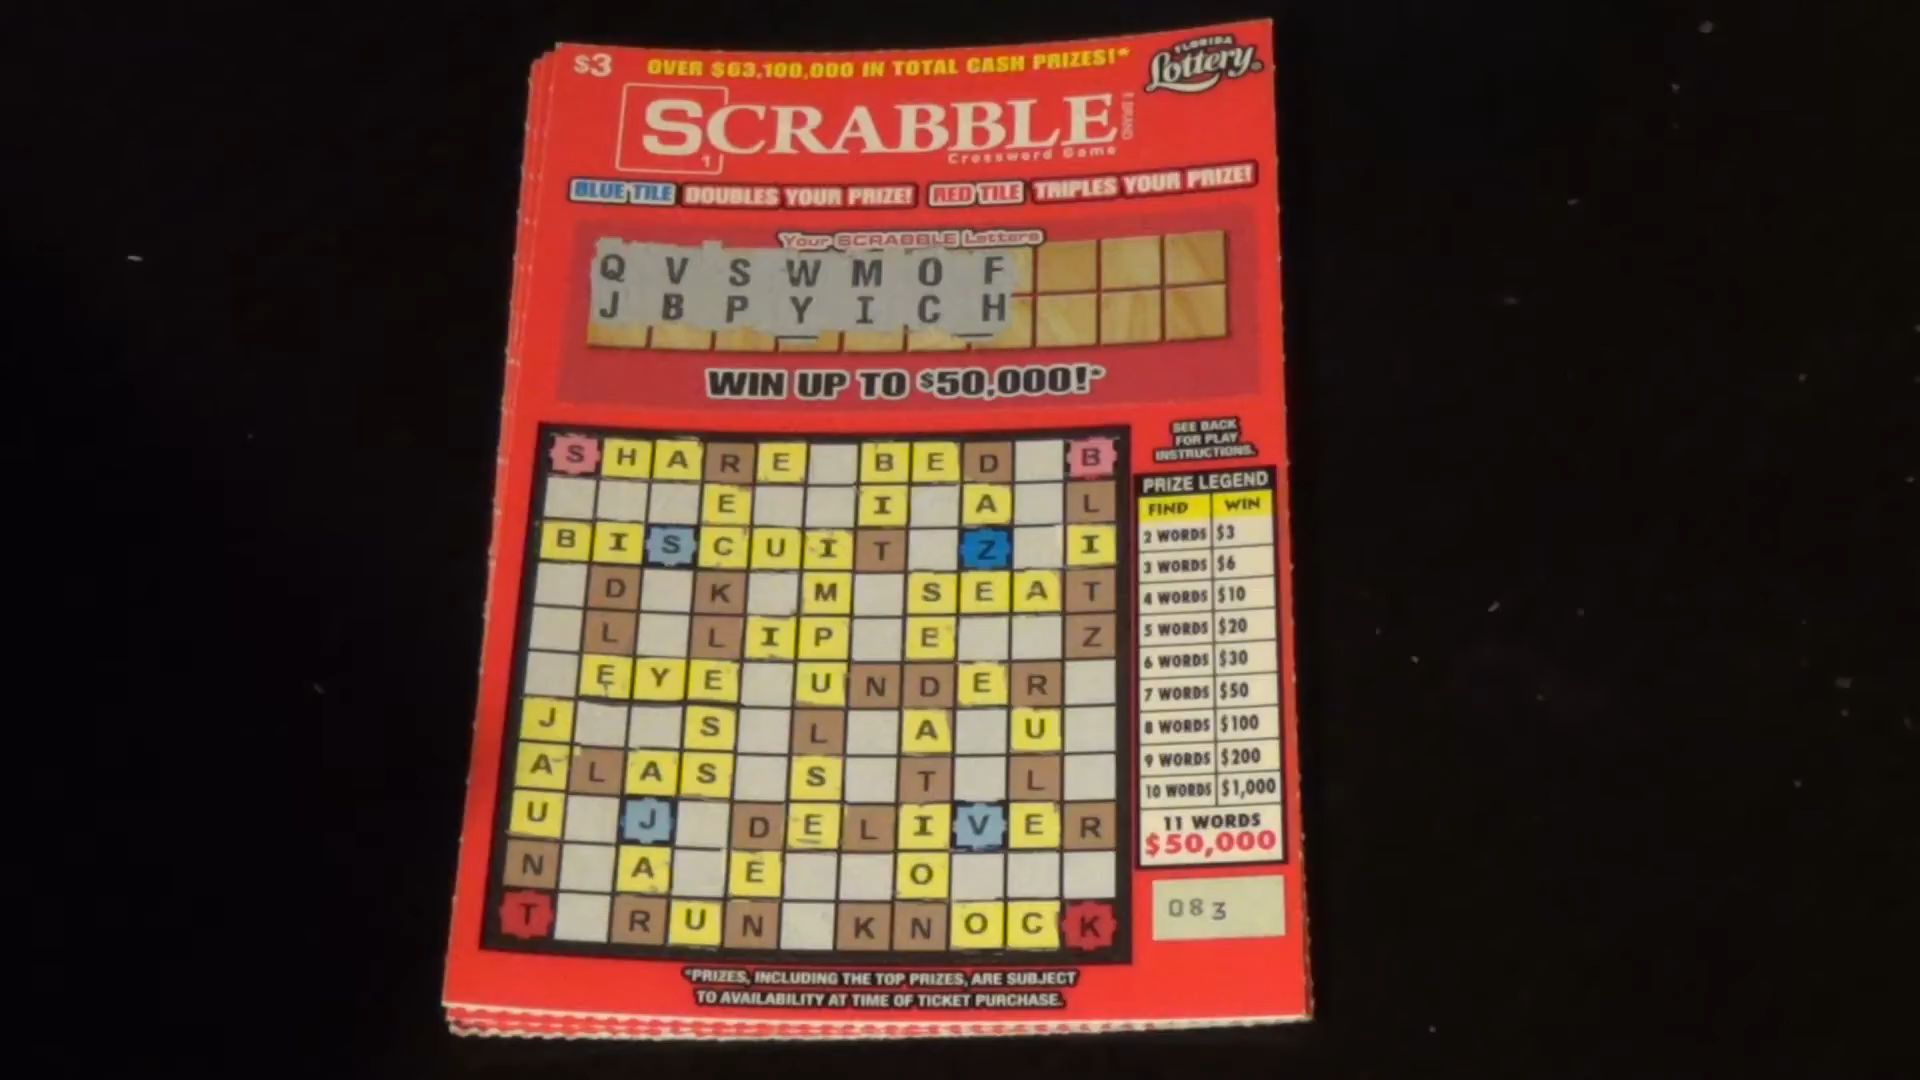 $3 OVER $63,100,000 IN TOTAL CASH PRIZES!* FLORIDA Lottery
SCRABBLE BRAND
1 Crossword Game
BLUE TILE DOUBLES YOUR PRIZE! RED TILE TRIPLES YOUR PRIZE!
Your SCRABBLE Letters
Q V S W M O F
J B P Y I C H
WIN UP TO $50,000!*
SEE BACK
FOR PLAY
INSTRUCTIONS.
S H A R E B E D B
E I A L
B I S C U I T Z I
D K M S E A T
L L I P E Z
E Y E U N D E R
J S L A U
A L A S S T L
U J D E L I V E R
N A E O
T R U N K N O C K
PRIZE LEGEND
FIND WIN
2 WORDS $3
3 WORDS $6
4 WORDS $10
5 WORDS $20
6 WORDS $30
7 WORDS $50
8 WORDS $100
9 WORDS $200
10 WORDS $1,000
11 WORDS
$50,000
083
*PRIZES, INCLUDING THE TOP PRIZES, ARE SUBJECT
TO AVAILABILITY AT TIME OF TICKET PURCHASE.